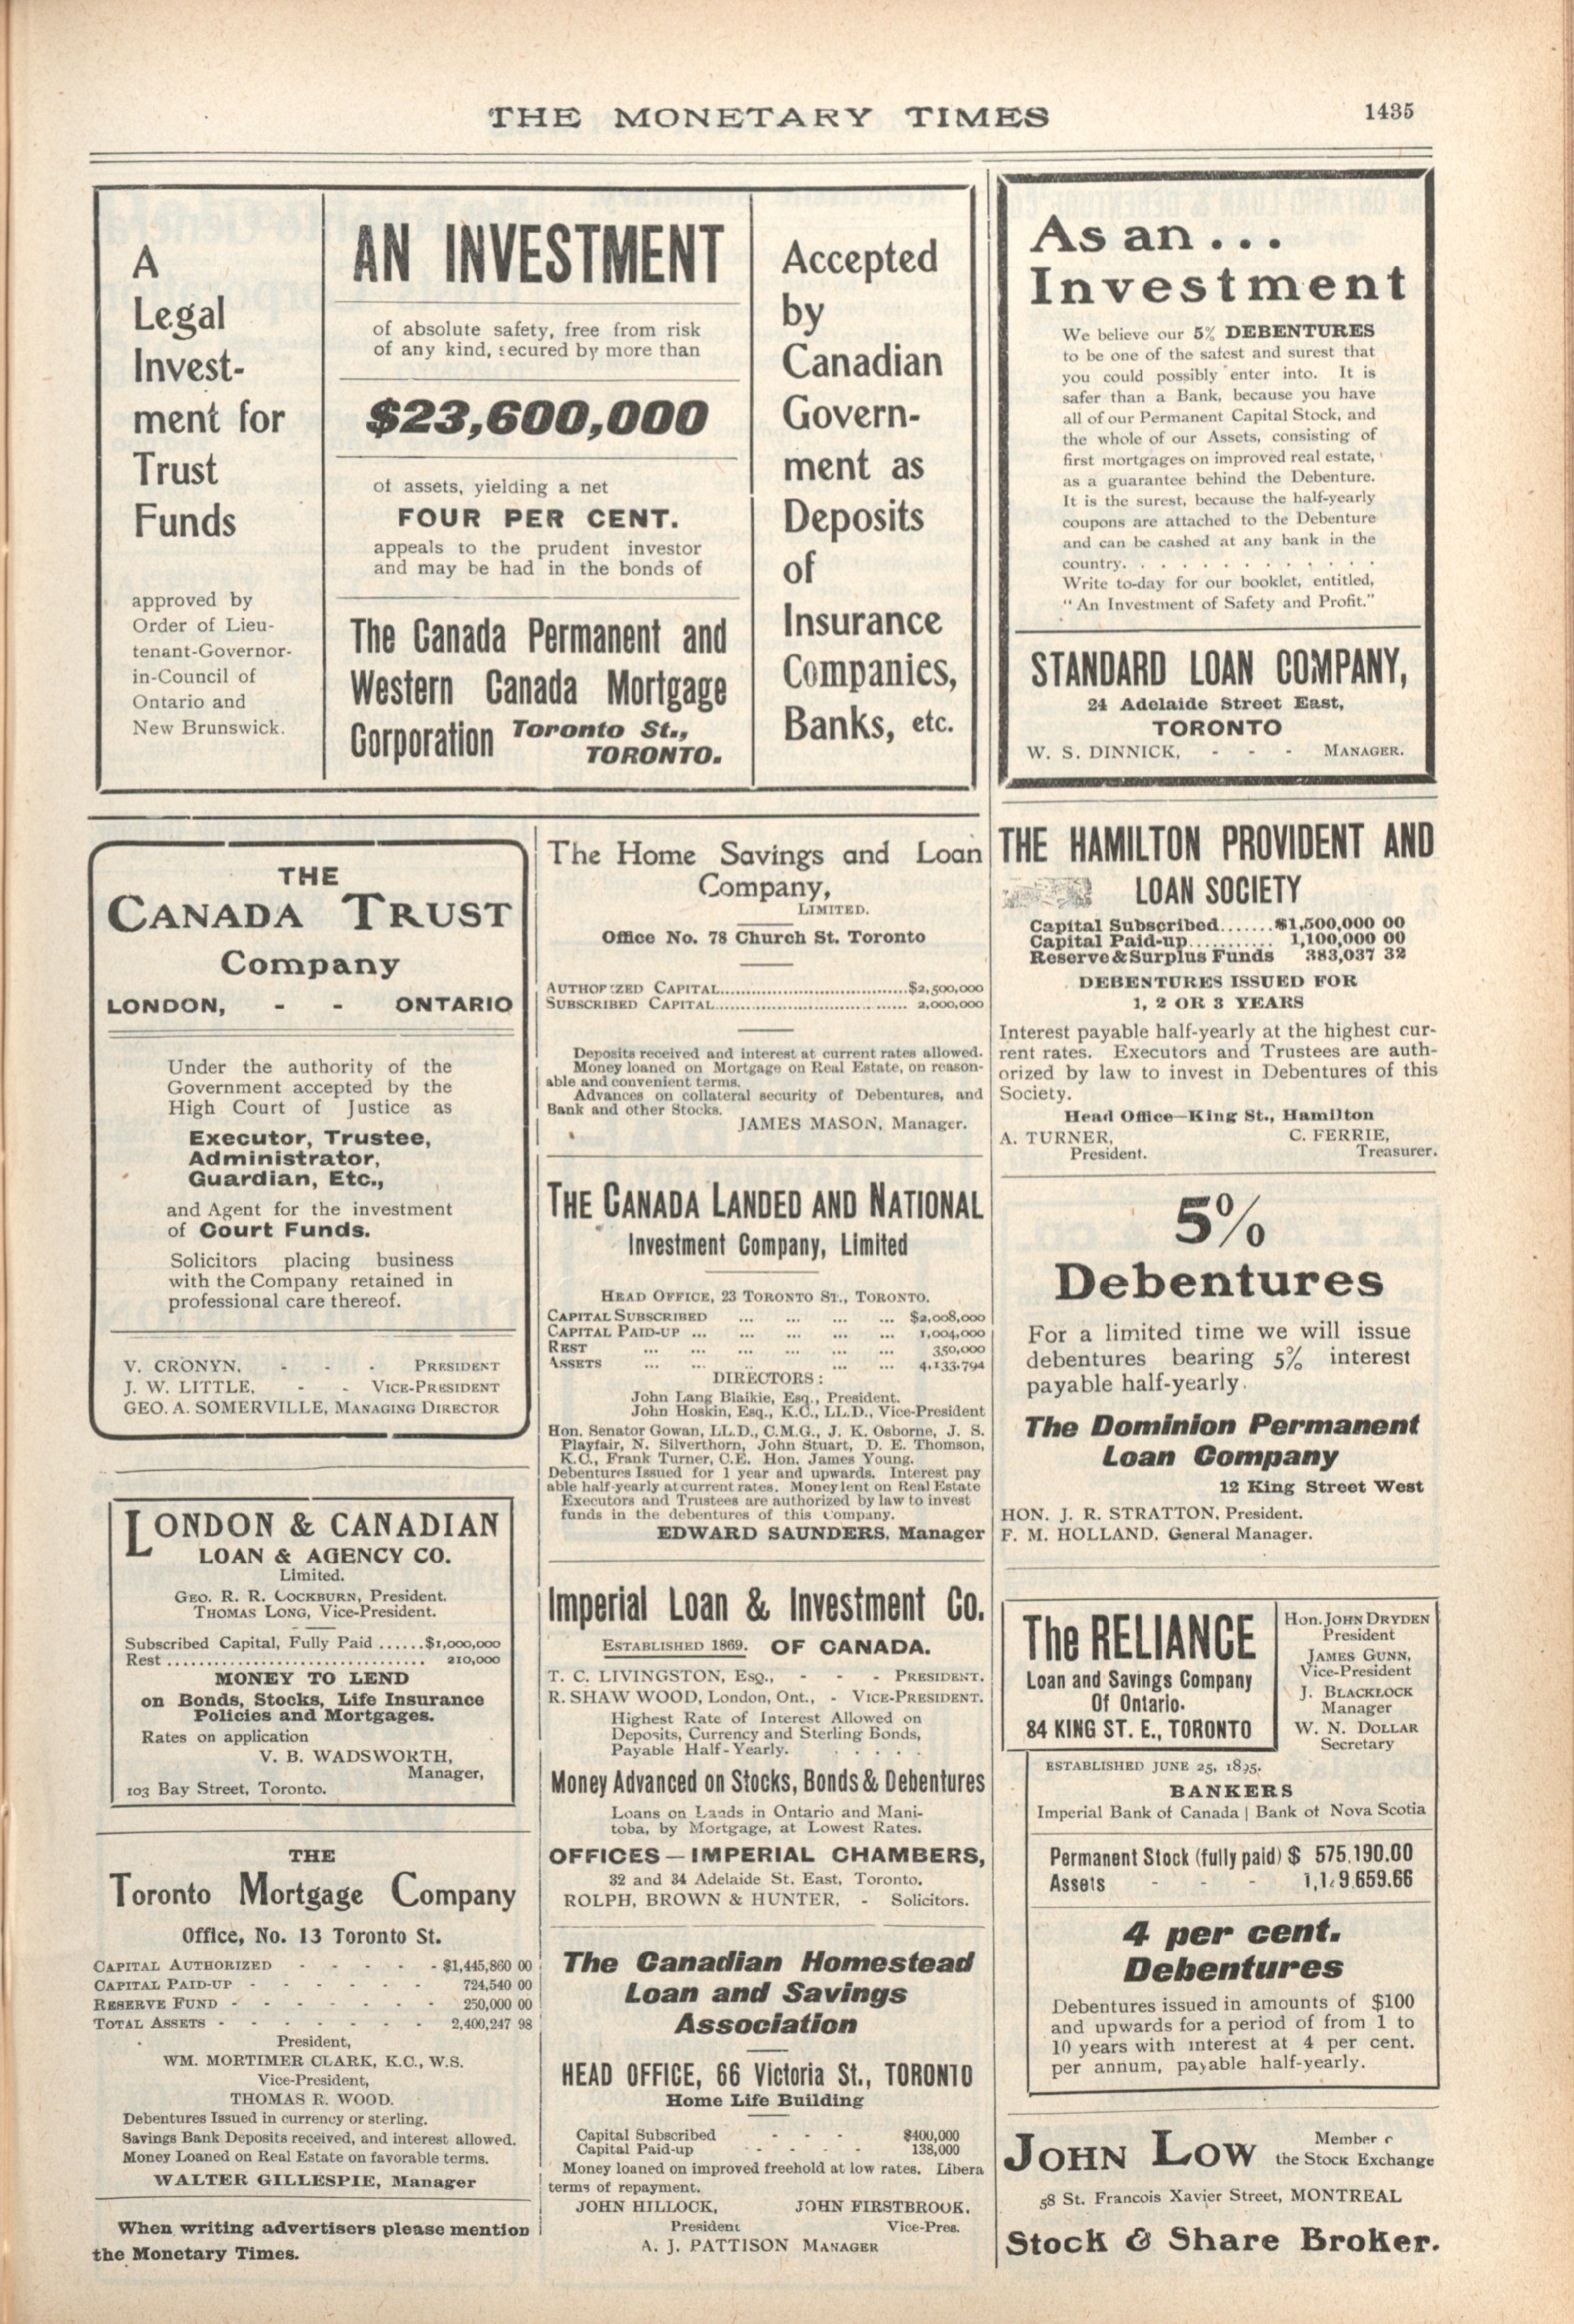 THE MONETARY TIMES
1435
A
Legal
Invest-
ment for
Trust
Funds
approved by
Order of Lieu-
tenant-Governor-
in-Council of
Ontario and
New Brunswick.
AN INVESTMENT
of absolute safety, free from risk
of any kind, secured by more than
$23,600,000
of assets, yielding a net
FOUR PER CENT.
appeals to the prudent investor
and may be had in the bonds of
The Canada Permanent and
Western Canada Mortgage
Corporation Toronto St.,
TORONTO.
Accepted
by
Canadian
Govern-
ment as
Deposits
of
Insurance
Companies,
Banks, etc.
As an . . .
Investment
We believe our 5% DEBENTURES
to be one of the safest and surest that
you could possibly enter into. It is
safer than a Bank, because you have
all of our Permanent Capital Stock, and
the whole of our Assets, consisting of
first mortgages on improved real estate,
as a guarantee behind the Debenture.
It is the surest, because the half-yearly
coupons are attached to the Debenture
and can be cashed at any bank in the
country. . . . . . . . . . . . .
Write to-day for our booklet, entitled,
"An Investment of Safety and Profit."
STANDARD LOAN COMPANY,
24 Adelaide Street East,
TORONTO
W. S. DINNICK, - - - MANAGER.
THE
CANADA TRUST
Company
LONDON, - - ONTARIO
Under the authority of the
Government accepted by the
High Court of Justice as
Executor, Trustee,
Administrator,
Guardian, Etc.,
and Agent for the investment
of Court Funds.
Solicitors placing business
with the Company retained in
professional care thereof.
V. CRONYN, - - - PRESIDENT
J. W. LITTLE, - - VICE-PRESIDENT
GEO. A. SOMERVILLE, MANAGING DIRECTOR
LONDON & CANADIAN
LOAN & AGENCY CO.
Limited.
GEO. R. R. COCKBURN, President.
THOMAS LONG, Vice-President.
Subscribed Capital, Fully Paid ......$1,000,000
Rest ................................ 210,000
MONEY TO LEND
on Bonds, Stocks, Life Insurance
Policies and Mortgages.
Rates on application
V. B. WADSWORTH,
Manager,
103 Bay Street, Toronto.
THE
Toronto Mortgage Company
Office, No. 13 Toronto St.
CAPITAL AUTHORIZED - - - - - $1,445,860 00
CAPITAL PAID-UP - - - - - - 724,540 00
RESERVE FUND - - - - - - - 250,000 00
TOTAL ASSETS - - - - - - - 2,400,247 98
President,
WM. MORTIMER CLARK, K.C., W.S.
Vice-President,
THOMAS R. WOOD.
Debentures Issued in currency or sterling.
Savings Bank Deposits received, and interest allowed.
Money Loaned on Real Estate on favorable terms.
WALTER GILLESPIE, Manager
When writing advertisers please mention
the Monetary Times.
The Home Savings and Loan
Company,
LIMITED.
Office No. 78 Church St. Toronto
AUTHORIZED CAPITAL....................................$2,500,000
SUBSCRIBED CAPITAL.................................... 2,000,000
Deposits received and interest at current rates allowed.
Money loaned on Mortgage on Real Estate, on reason-
able and convenient terms.
Advances on collateral security of Debentures, and
Bank and other Stocks.
JAMES MASON, Manager.
THE CANADA LANDED AND NATIONAL
Investment Company, Limited
HEAD OFFICE, 23 TORONTO ST., TORONTO.
CAPITAL SUBSCRIBED ... ... ... ... $2,008,000
CAPITAL PAID-UP ... ... ... ... ... 1,004,000
REST ... ... ... ... ... ... 350,000
ASSETS ... ... ... ... ... 4,133,794
DIRECTORS:
John Lang Blaikie, Esq., President.
John Hoskin, Esq., K.C., LL.D., Vice-President
Hon. Senator Gowan, LL.D., C.M.G., J. K. Osborne, J. S.
Playfair, N. Silverthorn, John Stuart, D. E. Thomson,
K.C., Frank Turner, C.E. Hon. James Young.
Debentures Issued for 1 year and upwards. Interest pay
able half-yearly at current rates. Money lent on Real Estate
Executors and Trustees are authorized by law to invest
funds in the debentures of this Company.
EDWARD SAUNDERS, Manager
Imperial Loan & Investment Co.
ESTABLISHED 1869. OF CANADA.
T. C. LIVINGSTON, ESQ., - - - PRESIDENT.
R. SHAW WOOD, London, Ont., - VICE-PRESIDENT.
Highest Rate of Interest Allowed on
Deposits, Currency and Sterling Bonds,
Payable Half-Yearly. . . . . .
Money Advanced on Stocks, Bonds & Debentures
Loans on Lands in Ontario and Mani-
toba, by Mortgage, at Lowest Rates.
OFFICES—IMPERIAL CHAMBERS,
32 and 34 Adelaide St. East, Toronto.
ROLPH, BROWN & HUNTER, - Solicitors.
The Canadian Homestead
Loan and Savings
Association
HEAD OFFICE, 66 Victoria St., TORONTO
Home Life Building
Capital Subscribed - - - $400,000
Capital Paid-up - - - - 138,000
Money loaned on improved freehold at low rates. Libera
terms of repayment.
JOHN HILLOCK, JOHN FIRSTBROOK,
President Vice-Pres.
A. J. PATTISON MANAGER
THE HAMILTON PROVIDENT AND
LOAN SOCIETY
Capital Subscribed.......$1,500,000 00
Capital Paid-up........... 1,100,000 00
Reserve & Surplus Funds 383,037 32
DEBENTURES ISSUED FOR
1, 2 OR 3 YEARS
Interest payable half-yearly at the highest cur-
rent rates. Executors and Trustees are auth-
orized by law to invest in Debentures of this
Society.
Head Office—King St., Hamilton
A. TURNER, C. FERRIE,
President. Treasurer.
5%
Debentures
For a limited time we will issue
debentures bearing 5% interest
payable half-yearly.
The Dominion Permanent
Loan Company
12 King Street West
HON. J. R. STRATTON, President.
F. M. HOLLAND, General Manager.
The RELIANCE
Loan and Savings Company
Of Ontario.
84 KING ST. E., TORONTO
Hon. JOHN DRYDEN
President
JAMES GUNN,
Vice-President
J. BLACKLOCK
Manager
W. N. DOLLAR
Secretary
ESTABLISHED JUNE 25, 1895.
BANKERS
Imperial Bank of Canada | Bank of Nova Scotia
Permanent Stock (fully paid) $ 575,190.00
Assets - - -
4 per cent.
Debentures
Debentures issued in amounts of $100
and upwards for a period of from 1 to
10 years with interest at 4 per cent.
per annum, payable half-yearly.
JOHN LOW
Member
the Stock Exchange
58 St. Francois Xavier Street, MONTREAL
Stock & Share Broker.